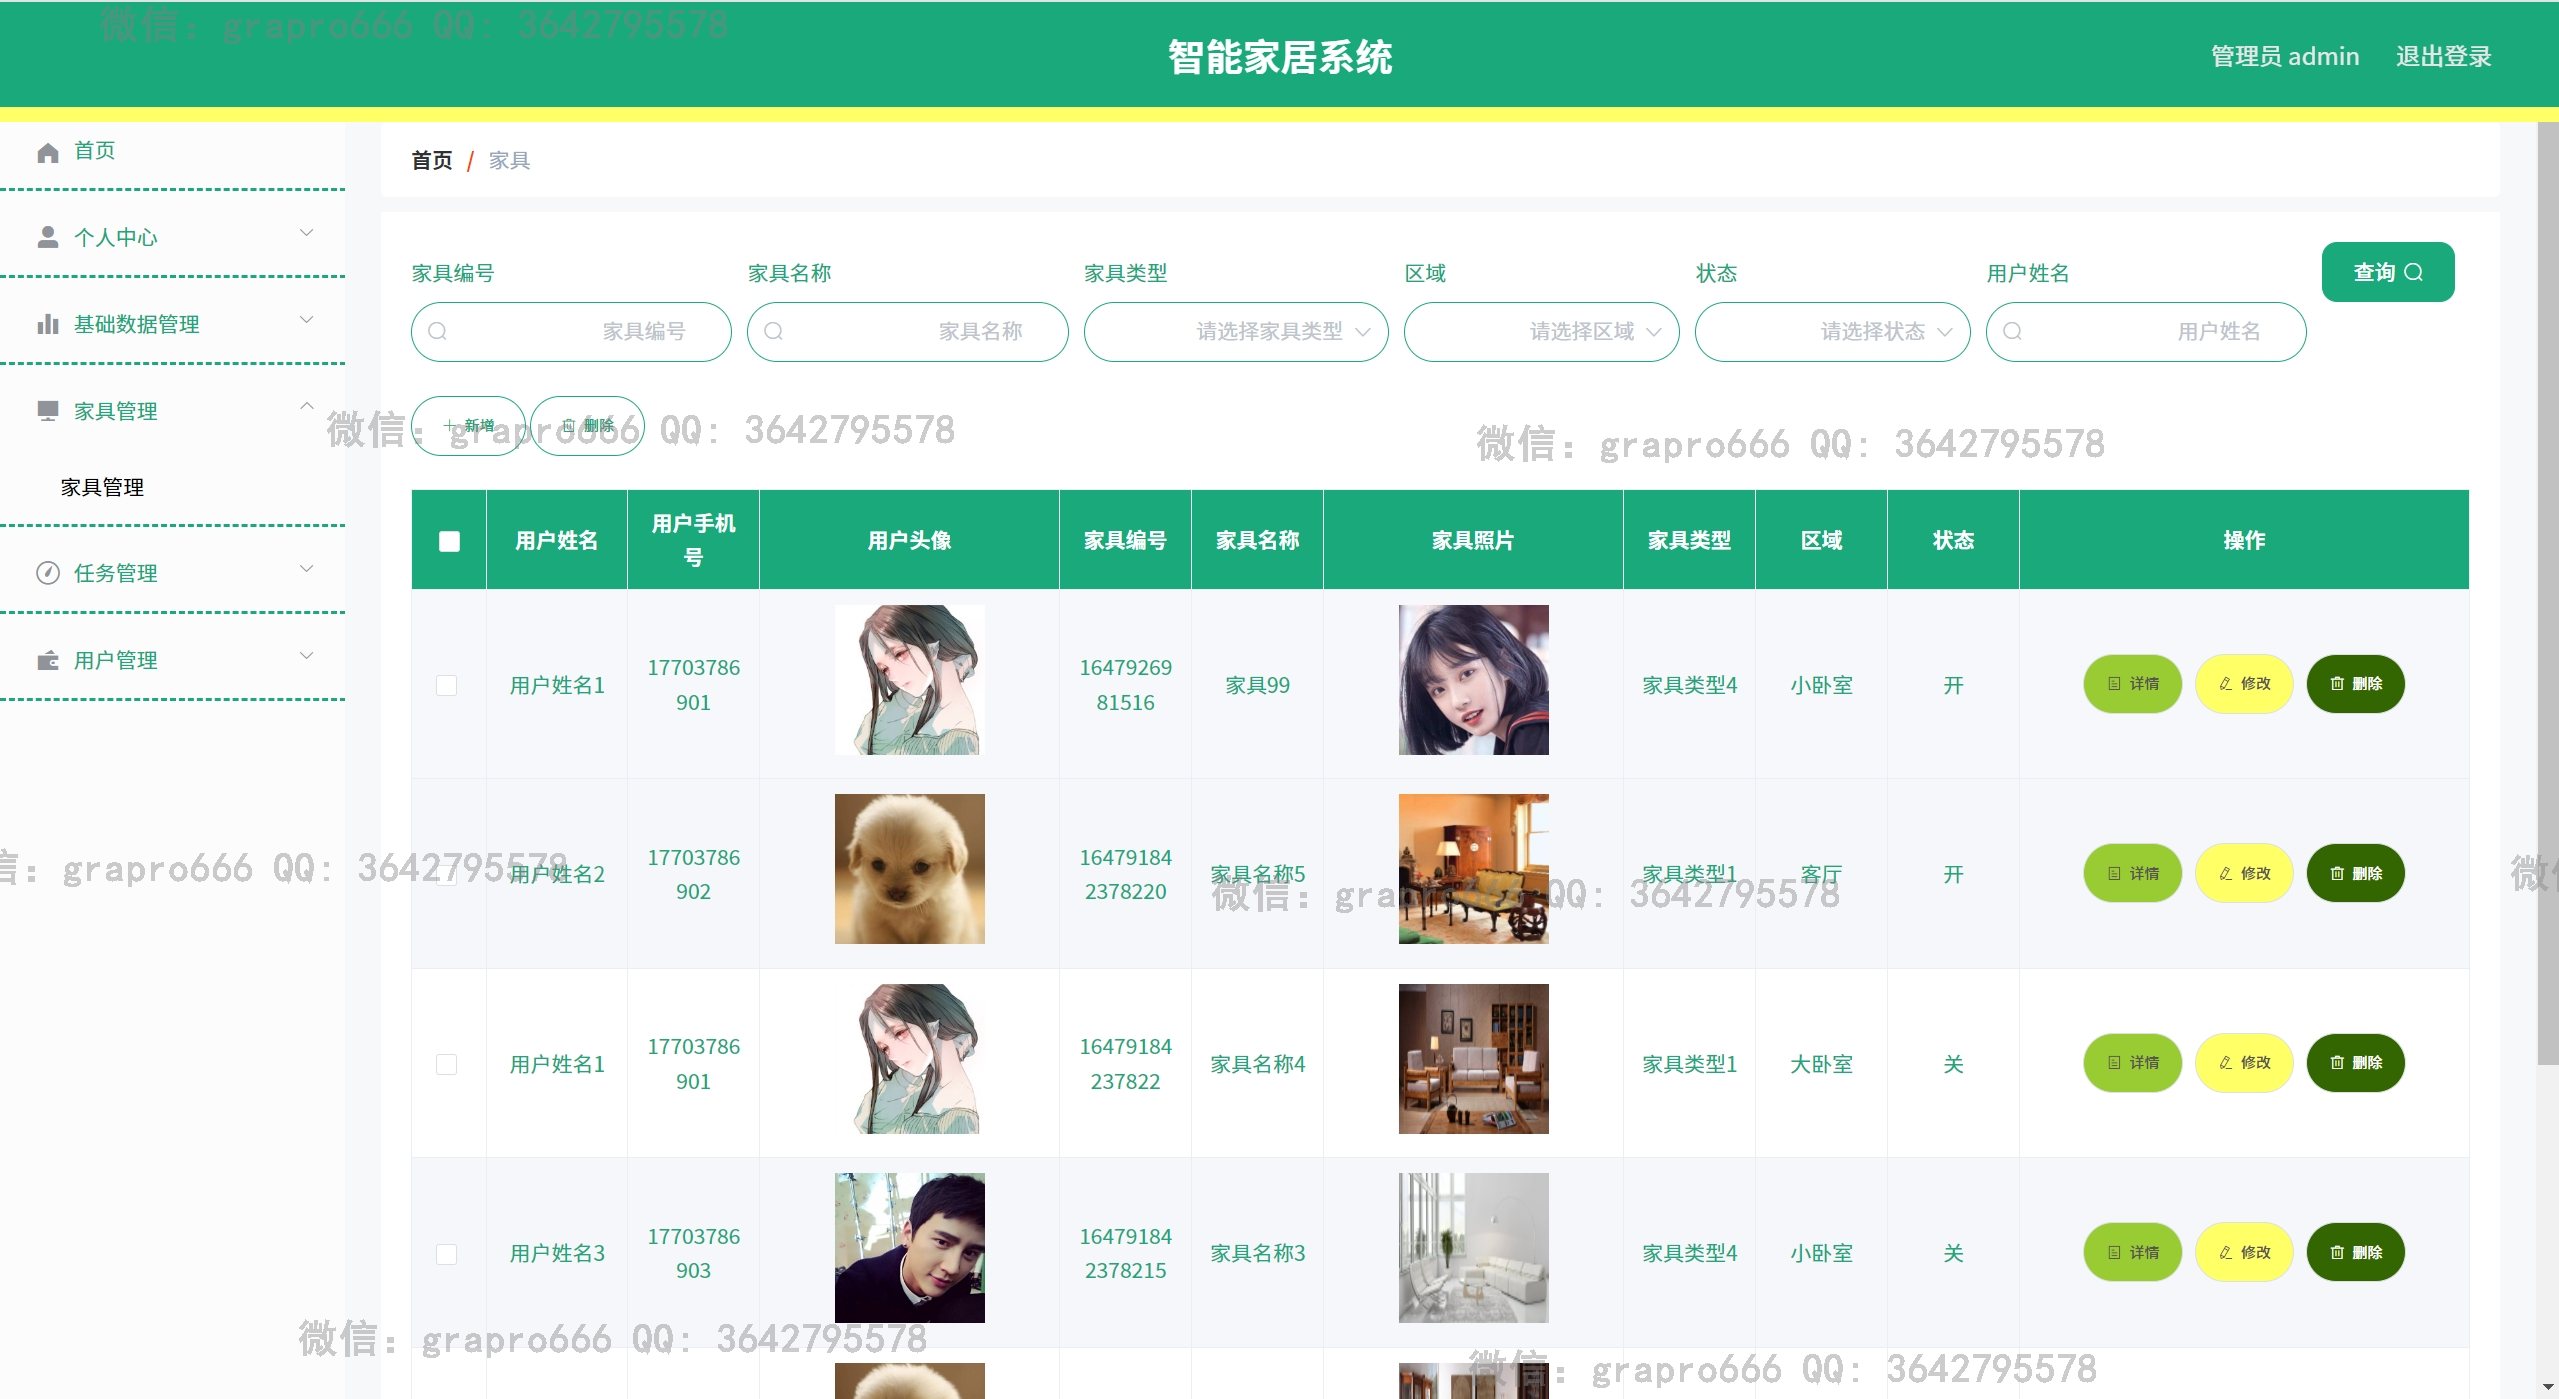 微信：grapro666 QQ：3642795578
智能家居系统
管理员 admin 退出登录
首页
个人中心
基础数据管理
家具管理
家具管理
任务管理
用户管理
首页 / 家具
家具编号 家具名称 家具类型 区域 状态 用户姓名 查询
家具编号 家具名称 请选择家具类型 请选择区域 请选择状态 用户姓名
新增 删除
微信：grapro666 QQ：3642795578
微信：grapro666 QQ：3642795578
用户姓名 用户手机号 用户头像 家具编号 家具名称 家具照片 家具类型 区域 状态 操作
用户姓名1 17703786901 1647926981516 家具99 家具类型4 小卧室 开 详情 修改 删除
用户姓名2 17703786902 164791842378220 家具名称5 家具类型1 客厅 开 详情 修改 删除
信：grapro666 QQ：3642795578
微信：grapro666 QQ：3642795578
微信
用户姓名1 17703786901 16479184237822 家具名称4 家具类型1 大卧室 关 详情 修改 删除
用户姓名3 17703786903 164791842378215 家具名称3 家具类型4 小卧室 关 详情 修改 删除
微信：grapro666 QQ：3642795578
微信：grapro666 QQ：3642795578